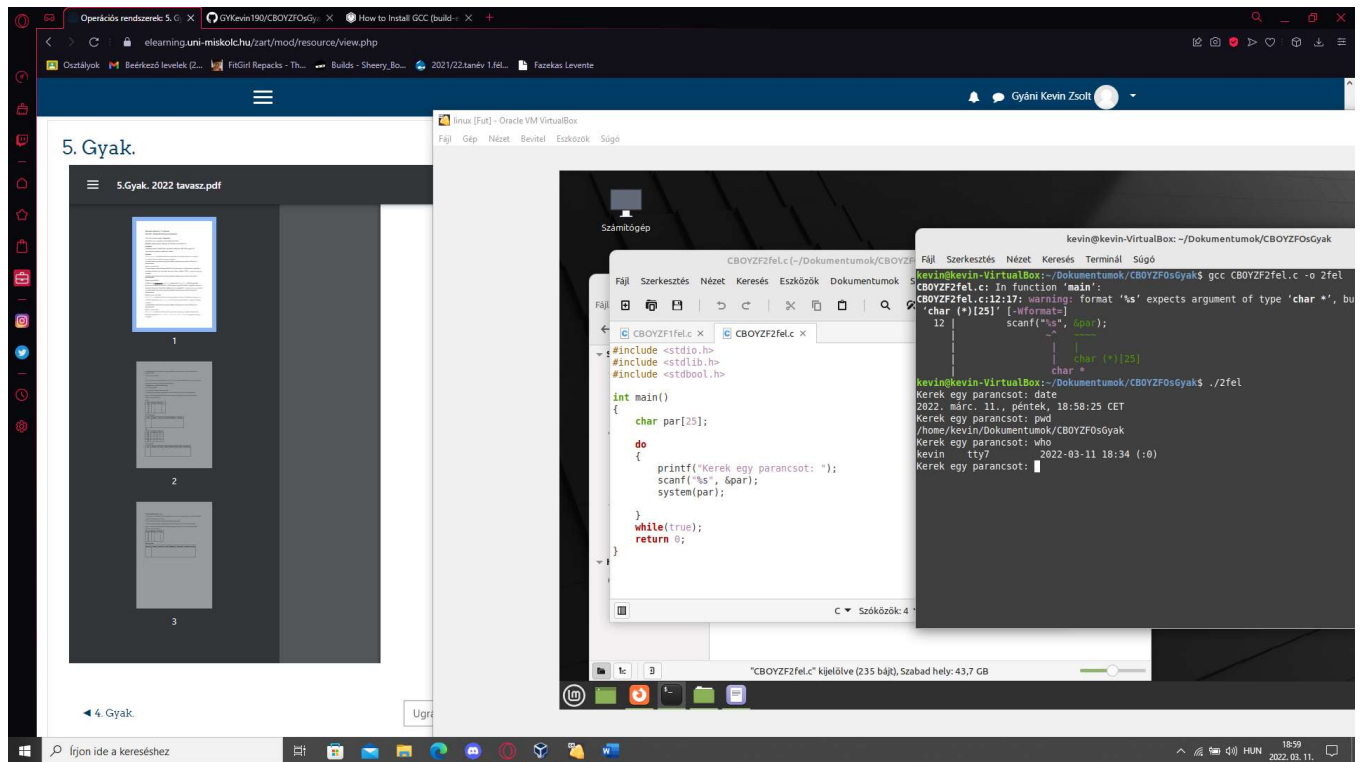 Operációs rendszerek: 5. G
GYKevin190/CBOYZFOsGy
How to Install GCC (build-e
elearning.uni-miskolc.hu/zart/mod/resource/view.php
Osztályok
Beérkező levelek (2...
FitGirl Repacks - Th...
Builds - Sheery_Bo...
2021/22.tanév 1.fél...
Fazekas Levente
Gyáni Kevin Zsolt
5. Gyak.
5.Gyak. 2022 tavasz.pdf
1
2
3
◄ 4. Gyak.
Ugrá
linux [Fut] - Oracle VM VirtualBox
Fájl Gép Nézet Bevitel Eszközök Súgó
Számítógép
CBOYZF2fel.c (~/Dokumentumok/CBOYZF
Fájl Szerkesztés Nézet Keresés Eszközök Dokumentumok S
Fájl
CBOYZF1fel.c
CBOYZF2fel.c
#include <stdio.h>
#include <stdlib.h>
#include <stdbool.h>
int main()
{
char par[25];
do
{
printf("Kerek egy parancsot: ");
scanf("%s", &par);
system(par);
}
while(true);
return 0;
}
C
Szóközök: 4
"CBOYZF2fel.c" kijelölve (235 bájt), Szabad hely: 43,7 GB
kevin@kevin-VirtualBox: ~/Dokumentumok/CBOYZFOsGyak
Fájl Szerkesztés Nézet Keresés Terminál Súgó
kevin@kevin-VirtualBox:~/Dokumentumok/CBOYZFOsGyak$ gcc CBOYZF2fel.c -o 2fel
CBOYZF2fel.c: In function ‘main’:
CBOYZF2fel.c:12:17: warning: format ‘%s’ expects argument of type ‘char *’, bu
‘char (*)[25]’ [-Wformat=]
12 | scanf("%s", &par);
| ~^ ~~~~
| | |
| | char (*)[25]
| char *
kevin@kevin-VirtualBox:~/Dokumentumok/CBOYZFOsGyak$ ./2fel
Kerek egy parancsot: date
2022. márc. 11., péntek, 18:58:25 CET
Kerek egy parancsot: pwd
/home/kevin/Dokumentumok/CBOYZFOsGyak
Kerek egy parancsot: who
kevin tty7 2022-03-11 18:34 (:0)
Kerek egy parancsot:
Írjon ide a kereséshez
HUN
18:59
2022. 03. 11.